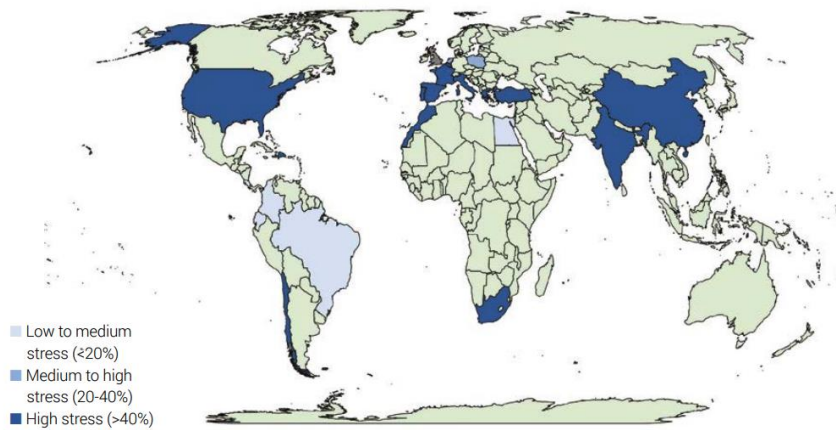 Low to medium
stress (<20%)
Medium to high
stress (20-40%)
High stress (>40%)